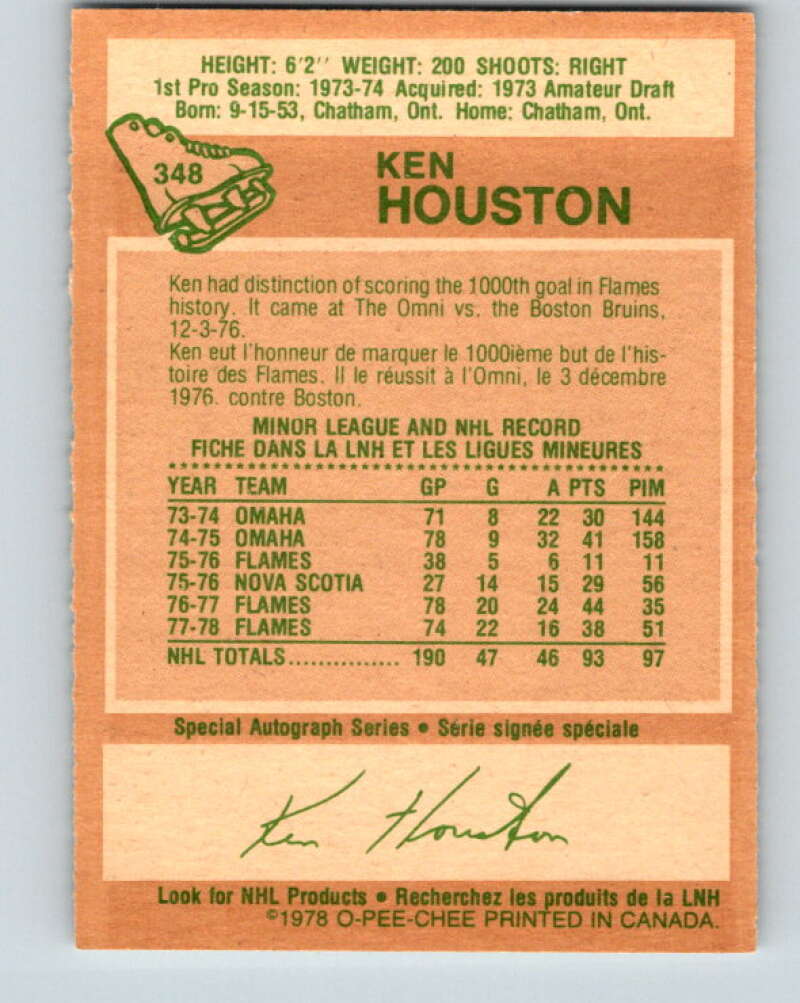 HEIGHT: 6'2'' WEIGHT: 200 SHOOTS: RIGHT
1st Pro Season: 1973-74 Acquired: 1973 Amateur Draft
Born: 9-15-53, Chatham, Ont. Home: Chatham, Ont.
348
KEN
HOUSTON
Ken had distinction of scoring the 1000th goal in Flames
history. It came at The Omni vs. the Boston Bruins,
12-3-76.
Ken eut l'honneur de marquer le 1000ième but de l'his-
toire des Flames. Il le réussit à l'Omni, le 3 décembre
1976. contre Boston.
MINOR LEAGUE AND NHL RECORD
FICHE DANS LA LNH ET LES LIGUES MINEURES
YEAR TEAM GP G A PTS PIM
73-74 OMAHA 71 8 22 30 144
74-75 OMAHA 78 9 32 41 158
75-76 FLAMES 38 5 6 11 11
75-76 NOVA SCOTIA 27 14 15 29 56
76-77 FLAMES 78 20 24 44 35
77-78 FLAMES 74 22 16 38 51
NHL TOTALS............... 190 47 46 93 97
Special Autograph Series • Série signée spéciale
Ken Houston
Look for NHL Products • Recherchez les produits de la LNH
©1978 O-PEE-CHEE PRINTED IN CANADA.